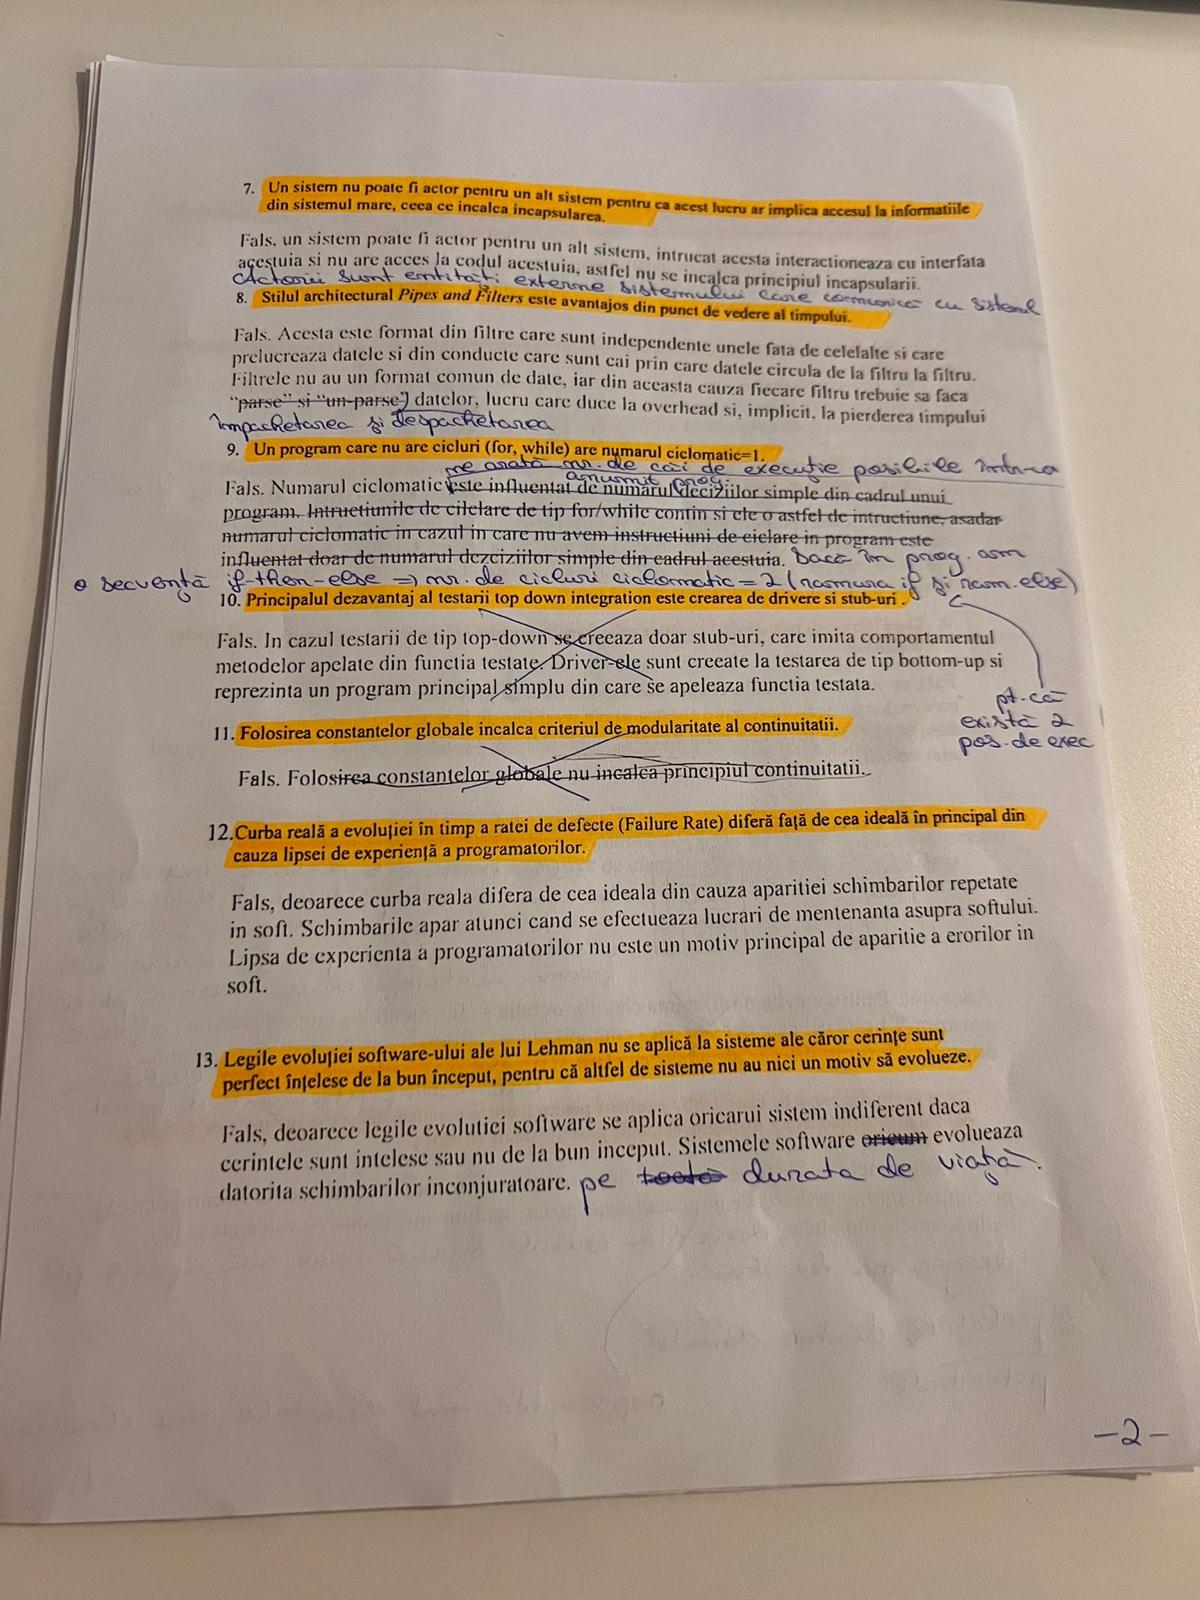 7. Un sistem nu poate fi actor pentru un alt sistem pentru ca acest lucru ar implica accesul la informatiile
din sistemul mare, ceea ce incalca incapsularea.
Fals, un sistem poate fi actor pentru un alt sistem, intrucat acesta interactioneaza cu interfata
acestuia si nu are acces la codul acestuia, astfel nu se incalca principiul incapsularii.
Actorii sunt entități externe sistemului care comunică cu sistemul
8. Stilul architectural Pipes and Filters este avantajos din punct de vedere al timpului.
Fals. Acesta este format din filtre care sunt independente unele fata de celelalte si care
prelucreaza datele si din conducte care sunt cai prin care datele circula de la filtru la filtru.
Filtrele nu au un format comun de date, iar din aceasta cauza fiecare filtru trebuie sa faca
"parse" si "un-parse") datelor, lucru care duce la overhead si, implicit, la pierderea timpului
împachetarea și despachetarea
9. Un program care nu are cicluri (for, while) are numarul ciclomatic=1.
ne arată nr. de căi de execuție posibile într-un
anumit prog.
Fals. Numarul ciclomatic este influentat de numarul deciziilor simple din cadrul unui
program. Intructiunile de cilelare de tip for/while contin si ele o astfel de intructiune, asadar
numarul ciclomatic in cazul in care nu avem instructiuni de ciclare in program este
influentat doar de numarul dezciziilor simple din cadrul acestuia. Dacă în prog. am
o secvență if-then-else => nr. de cicluri ciclomatic = 2 (ramura if și ram. else)
10. Principalul dezavantaj al testarii top down integration este crearea de drivere si stub-uri .
Fals. In cazul testarii de tip top-down se creeaza doar stub-uri, care imita comportamentul
metodelor apelate din functia testate. Driver-ele sunt creeate la testarea de tip bottom-up si
reprezinta un program principal simplu din care se apeleaza functia testata.
pt. că
există 2
pos. de exec
11. Folosirea constantelor globale incalca criteriul de modularitate al continuitatii.
Fals. Folosirea constantelor globale nu incalca principiul continuitatii.
12. Curba reală a evoluției în timp a ratei de defecte (Failure Rate) diferă față de cea ideală în principal din
cauza lipsei de experiență a programatorilor.
Fals, deoarece curba reala difera de cea ideala din cauza aparitiei schimbarilor repetate
in soft. Schimbarile apar atunci cand se efectueaza lucrari de mentenanta asupra softului.
Lipsa de experienta a programatorilor nu este un motiv principal de aparitie a erorilor in
soft.
13. Legile evoluției software-ului ale lui Lehman nu se aplică la sisteme ale căror cerințe sunt
perfect înțelese de la bun început, pentru că altfel de sisteme nu au nici un motiv să evolueze.
Fals, deoarece legile evolutiei software se aplica oricarui sistem indiferent daca
cerintele sunt intelese sau nu de la bun inceput. Sistemele software oricum evolueaza
datorita schimbarilor inconjuratoare. pe toată durata de viață.
-2-